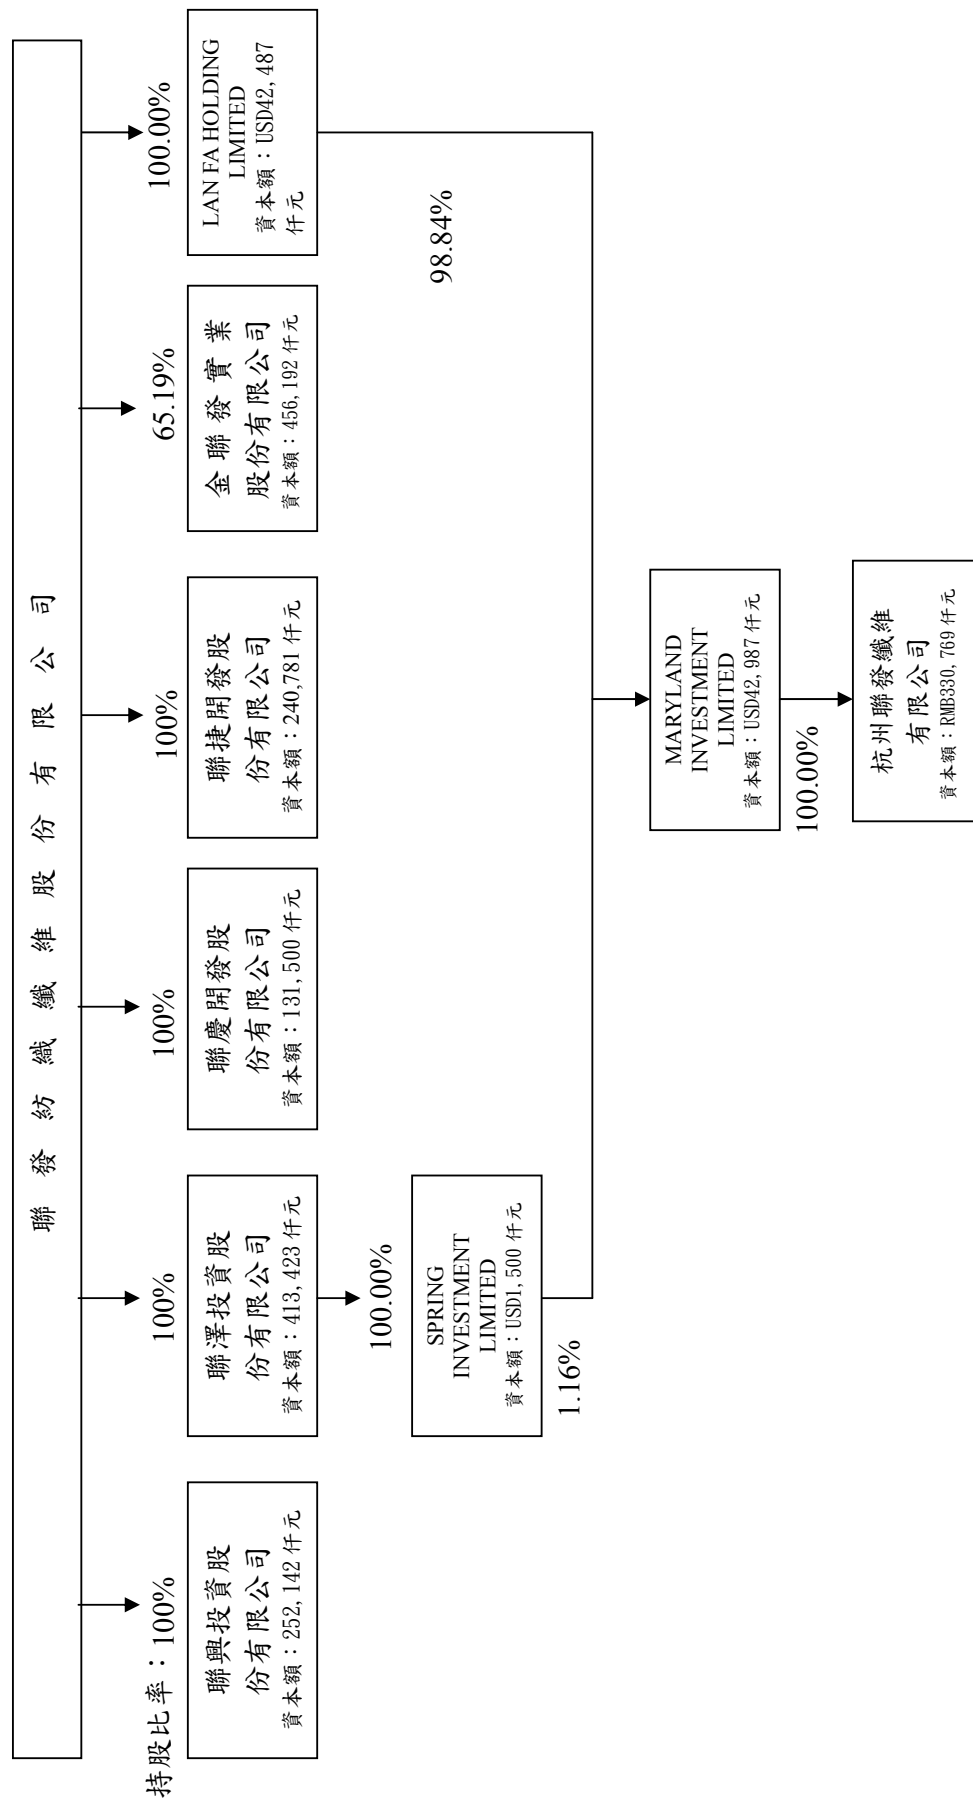 聯發紡織纖維股份有限公司
持股比率：100%
100%
100%
100%
65.19%
100.00%
聯興投資股
份有限公司
資本額：252,142仟元
聯澤投資股
份有限公司
資本額：413,423仟元
聯慶開發股
份有限公司
資本額：131,500仟元
聯捷開發股
份有限公司
資本額：240,781仟元
金聯發實業
股份有限公司
資本額：456,192仟元
LAN FA HOLDING
LIMITED
資本額：USD42,487
仟元
100.00%
98.84%
SPRING
INVESTMENT
LIMITED
資本額：USD1,500仟元
1.16%
MARYLAND
INVESTMENT
LIMITED
資本額：USD42,987仟元
100.00%
杭州聯發纖維
有限公司
資本額：RMB330,769仟元